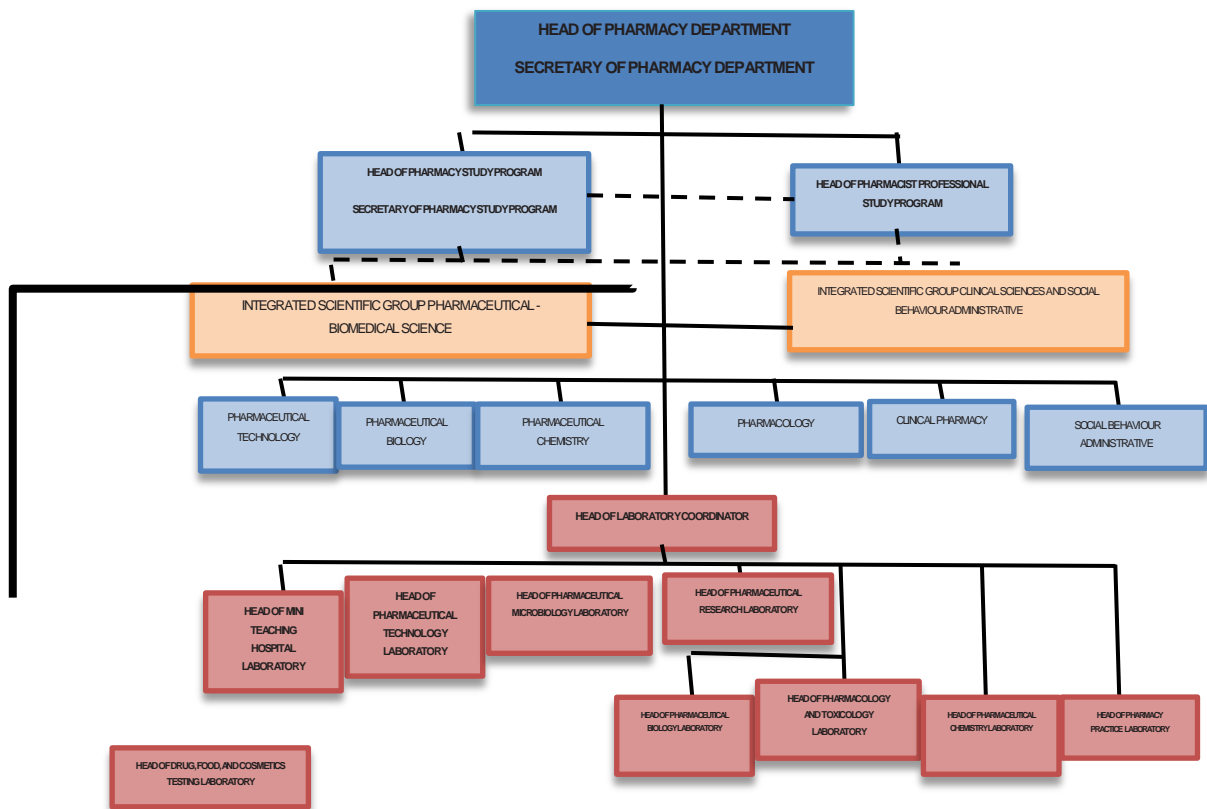 HEAD OF PHARMACY DEPARTMENT
SECRETARY OF PHARMACY DEPARTMENT
HEAD OF PHARMACY STUDY PROGRAM
SECRETARY OF PHARMACY STUDY PROGRAM
HEAD OF PHARMACIST PROFESSIONAL
STUDY PROGRAM
INTEGRATED SCIENTIFIC GROUP PHARMACEUTICAL -
BIOMEDICAL SCIENCE
INTEGRATED SCIENTIFIC GROUP CLINICAL SCIENCES AND SOCIAL
BEHAVIOUR ADMINISTRATIVE
PHARMACEUTICAL
TECHNOLOGY
PHARMACEUTICAL
BIOLOGY
PHARMACEUTICAL
CHEMISTRY
PHARMACOLOGY
CLINICAL PHARMACY
SOCIAL BEHAVIOUR
ADMINISTRATIVE
HEAD OF LABORATORY COORDINATOR
HEAD OF MINI
TEACHING
HOSPITAL
LABORATORY
HEAD OF
PHARMACEUTICAL
TECHNOLOGY
LABORATORY
HEAD OF PHARMACEUTICAL
MICROBIOLOGY LABORATORY
HEAD OF PHARMACEUTICAL
RESEARCH LABORATORY
HEAD OF PHARMACEUTICAL
BIOLOGY LABORATORY
HEAD OF PHARMACOLOGY
AND TOXICOLOGY
LABORATORY
HEAD OF PHARMACEUTICAL
CHEMISTRY LABORATORY
HEAD OF PHARMACY
PRACTICE LABORATORY
HEAD OF DRUG, FOOD, AND COSMETICS
TESTING LABORATORY